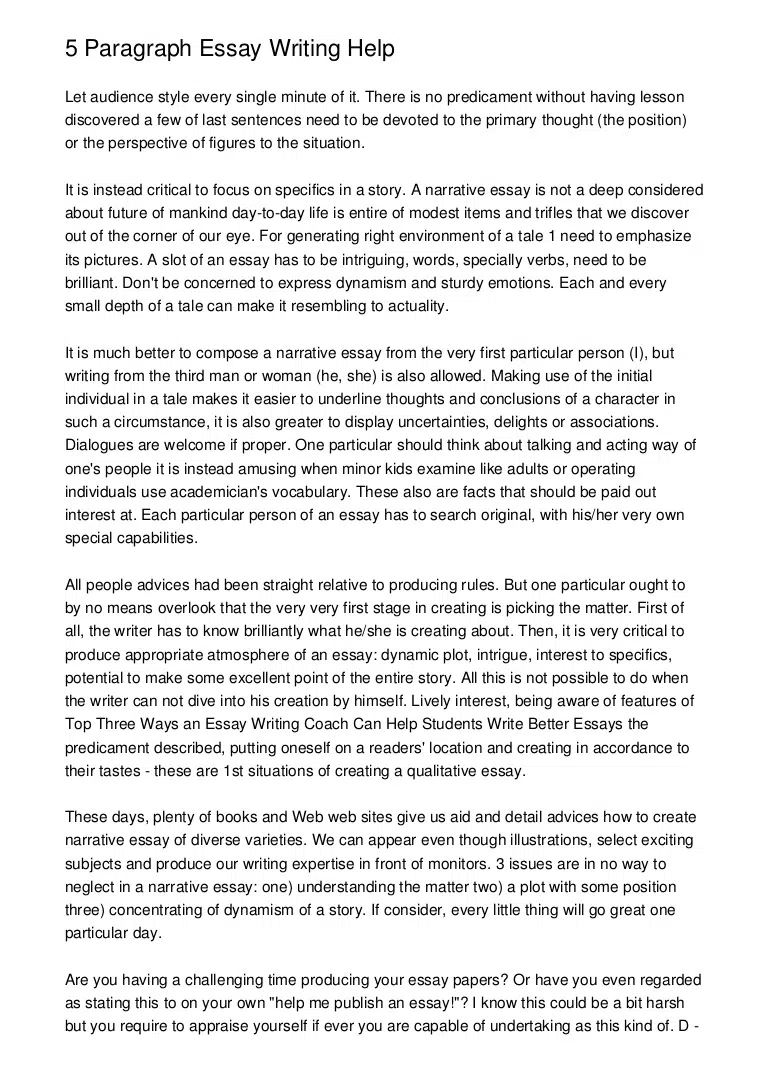 5 Paragraph Essay Writing Help
Let audience style every single minute of it. There is no predicament without having lesson
discovered a few of last sentences need to be devoted to the primary thought (the position)
or the perspective of figures to the situation.
It is instead critical to focus on specifics in a story. A narrative essay is not a deep considered
about future of mankind day-to-day life is entire of modest items and trifles that we discover
out of the corner of our eye. For generating right environment of a tale 1 need to emphasize
its pictures. A slot of an essay has to be intriguing, words, specially verbs, need to be
brilliant. Don't be concerned to express dynamism and sturdy emotions. Each and every
small depth of a tale can make it resembling to actuality.
It is much better to compose a narrative essay from the very first particular person (I), but
writing from the third man or woman (he, she) is also allowed. Making use of the initial
individual in a tale makes it easier to underline thoughts and conclusions of a character in
such a circumstance, it is also greater to display uncertainties, delights or associations.
Dialogues are welcome if proper. One particular should think about talking and acting way of
one's people it is instead amusing when minor kids examine like adults or operating
individuals use academician's vocabulary. These also are facts that should be paid out
interest at. Each particular person of an essay has to search original, with his/her very own
special capabilities.
All people advices had been straight relative to producing rules. But one particular ought to
by no means overlook that the very very first stage in creating is picking the matter. First of
all, the writer has to know brilliantly what he/she is creating about. Then, it is very critical to
produce appropriate atmosphere of an essay: dynamic plot, intrigue, interest to specifics,
potential to make some excellent point of the entire story. All this is not possible to do when
the writer can not dive into his creation by himself. Lively interest, being aware of features of
Top Three Ways an Essay Writing Coach Can Help Students Write Better Essays the
predicament described, putting oneself on a readers' location and creating in accordance to
their tastes - these are 1st situations of creating a qualitative essay.
These days, plenty of books and Web web sites give us aid and detail advices how to create
narrative essay of diverse varieties. We can appear even though illustrations, select exciting
subjects and produce our writing expertise in front of monitors. 3 issues are in no way to
neglect in a narrative essay: one) understanding the matter two) a plot with some position
three) concentrating of dynamism of a story. If consider, every little thing will go great one
particular day.
Are you having a challenging time producing your essay papers? Or have you even regarded
as stating this to on your own "help me publish an essay!"? I know this could be a bit harsh
but you require to appraise yourself if ever you are capable of undertaking as this kind of. D -